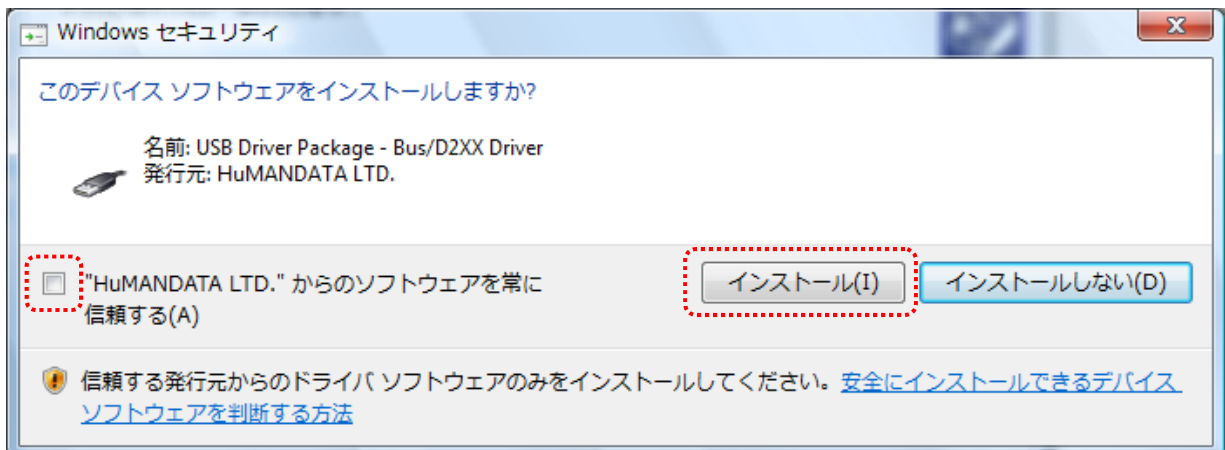 Windows セキュリティ
このデバイス ソフトウェアをインストールしますか?
名前: USB Driver Package - Bus/D2XX Driver
発行元: HuMANDATA LTD.
"HuMANDATA LTD." からのソフトウェアを常に
信頼する(A)
インストール(I)
インストールしない(D)
信頼する発行元からのドライバ ソフトウェアのみをインストールしてください。安全にインストールできるデバイス
ソフトウェアを判断する方法